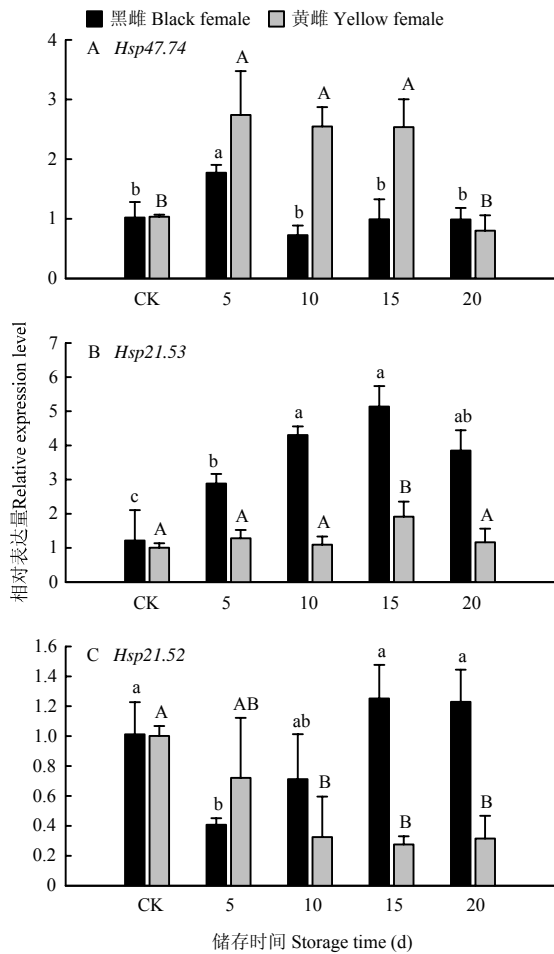 黑雌 Black female 黄雌 Yellow female
A Hsp47.74
4
3
2
1
0
b B a A b A b A b B
CK 5 10 15 20
B Hsp21.53
7
6
5
4
3
2
1
0
c A b A a A a B ab A
CK 5 10 15 20
C Hsp21.52
1.6
1.4
1.2
1.0
0.8
0.6
0.4
0.2
0
a A b AB ab B a B a B
CK 5 10 15 20
相对表达量Relative expression level
储存时间 Storage time (d)